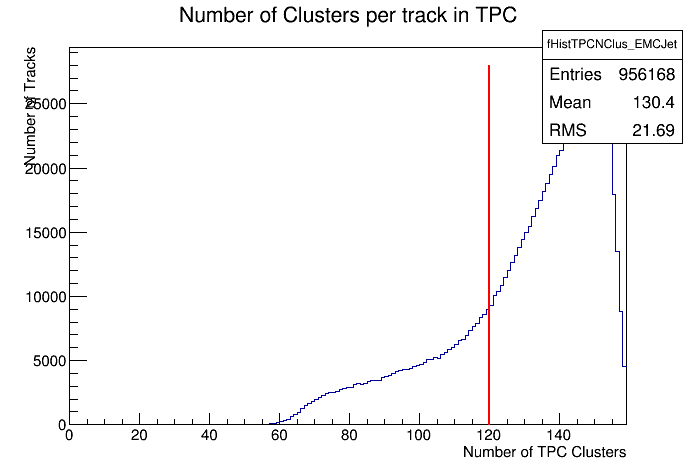 Number of Clusters per track in TPC
fHistTPCNClus_EMCJet
Entries 956168
Mean 130.4
RMS 21.69
Number of Tracks
25000
20000
15000
10000
5000
0
0 20 40 60 80 100 120 140
Number of TPC Clusters